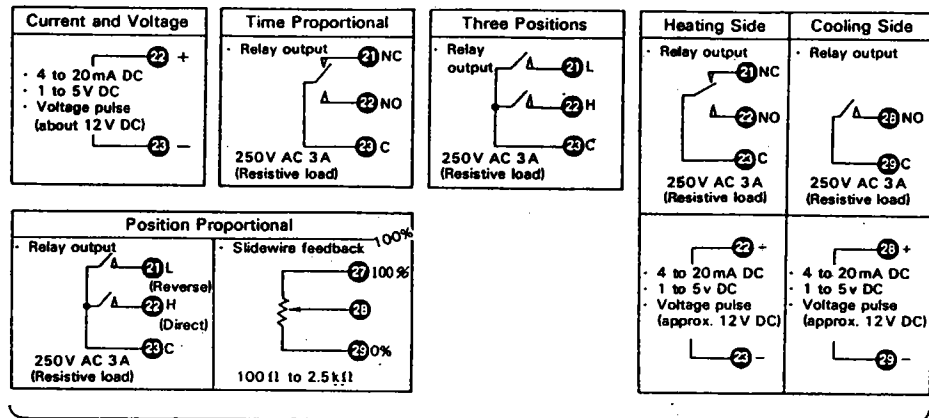 Current and Voltage
22 +
· 4 to 20mA DC
· 1 to 5V DC
· Voltage pulse
(about 12V DC)
23 −
Time Proportional
· Relay output
21 NC
22 NO
23 C
250V AC 3A
(Resistive load)
Three Positions
· Relay
output
21 L
22 H
23 C
250V AC 3A
(Resistive load)
Heating Side
· Relay output
21 NC
22 NO
23 C
250V AC 3A
(Resistive load)
22 +
· 4 to 20mA DC
· 1 to 5v DC
· Voltage pulse
(approx. 12V DC)
23 −
Cooling Side
· Relay output
28 NO
29 C
250V AC 3A
(Resistive load)
28 +
· 4 to 20mA DC
· 1 to 5v DC
· Voltage pulse
(approx. 12V DC)
29 −
Position Proportional
· Relay output
21 L
(Reverse)
22 H
(Direct)
23 C
250V AC 3A
(Resistive load)
100%
· Slidewire feedback
27 100%
28
29 0%
100Ω to 2.5kΩ